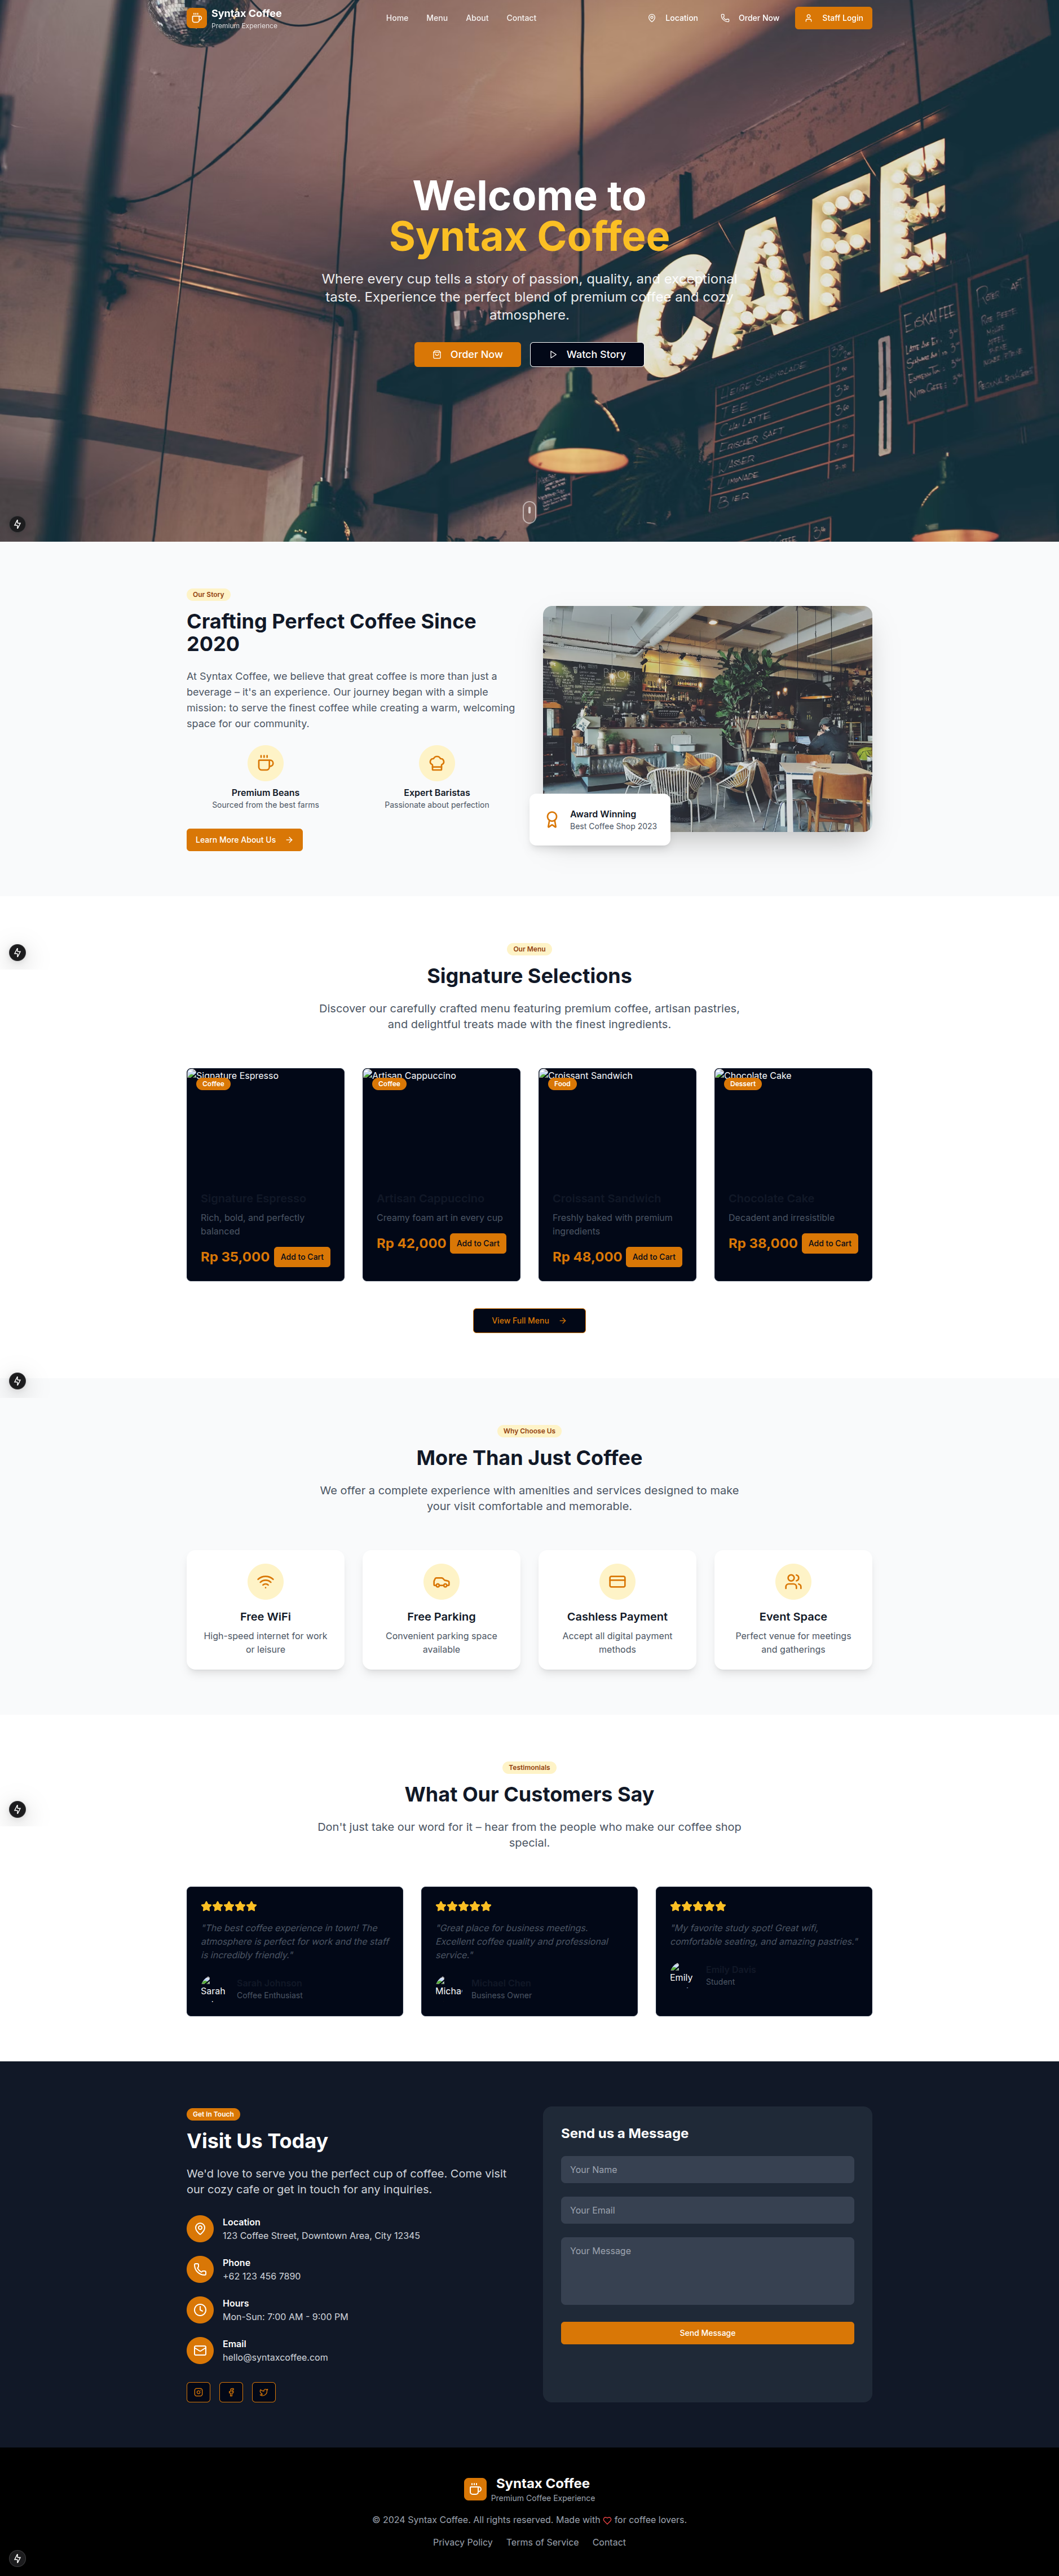 Syntax Coffee
Premium Experience
Home
Menu
About
Contact
Location
Order Now
Staff Login
CAFE
Welcome to
Syntax Coffee
Where every cup tells a story of passion, quality, and exceptional
taste. Experience the perfect blend of premium coffee and cozy
atmosphere.
Order Now
Watch Story
Our Story
Crafting Perfect Coffee Since
2020
At Syntax Coffee, we believe that great coffee is more than just a
beverage – it's an experience. Our journey began with a simple
mission: to serve the finest coffee while creating a warm, welcoming
space for our community.
Premium Beans
Sourced from the best farms
Expert Baristas
Passionate about perfection
Learn More About Us
Award Winning
Best Coffee Shop 2023
Our Menu
Signature Selections
Discover our carefully crafted menu featuring premium coffee, artisan pastries,
and delightful treats made with the finest ingredients.
Signature Espresso
Coffee
Signature Espresso
Rich, bold, and perfectly
balanced
Rp 35,000
Add to Cart
Artisan Cappuccino
Coffee
Artisan Cappuccino
Creamy foam art in every cup
Rp 42,000
Add to Cart
Croissant Sandwich
Food
Croissant Sandwich
Freshly baked with premium
ingredients
Rp 48,000
Add to Cart
Chocolate Cake
Dessert
Chocolate Cake
Decadent and irresistible
Rp 38,000
Add to Cart
View Full Menu
Why Choose Us
More Than Just Coffee
We offer a complete experience with amenities and services designed to make
your visit comfortable and memorable.
Free WiFi
High-speed internet for work
or leisure
Free Parking
Convenient parking space
available
Cashless Payment
Accept all digital payment
methods
Event Space
Perfect venue for meetings
and gatherings
Testimonials
What Our Customers Say
Don't just take our word for it – hear from the people who make our coffee shop
special.
"The best coffee experience in town! The
atmosphere is perfect for work and the staff
is incredibly friendly."
Sarah
Sarah Johnson
Coffee Enthusiast
"Great place for business meetings.
Excellent coffee quality and professional
service."
Micha
Michael Chen
Business Owner
"My favorite study spot! Great wifi,
comfortable seating, and amazing pastries."
Emily
Emily Davis
Student
Get In Touch
Visit Us Today
We'd love to serve you the perfect cup of coffee. Come visit
our cozy cafe or get in touch for any inquiries.
Location
123 Coffee Street, Downtown Area, City 12345
Phone
+62 123 456 7890
Hours
Mon-Sun: 7:00 AM - 9:00 PM
Email
hello@syntaxcoffee.com
Send us a Message
Your Name
Your Email
Your Message
Send Message
Syntax Coffee
Premium Coffee Experience
© 2024 Syntax Coffee. All rights reserved. Made with for coffee lovers.
Privacy Policy
Terms of Service
Contact